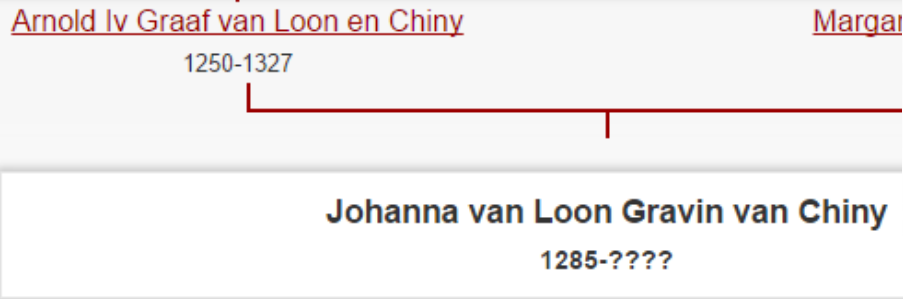 Arnold Iv Graaf van Loon en Chiny
1250-1327
Johanna van Loon Gravin van Chiny
1285-????